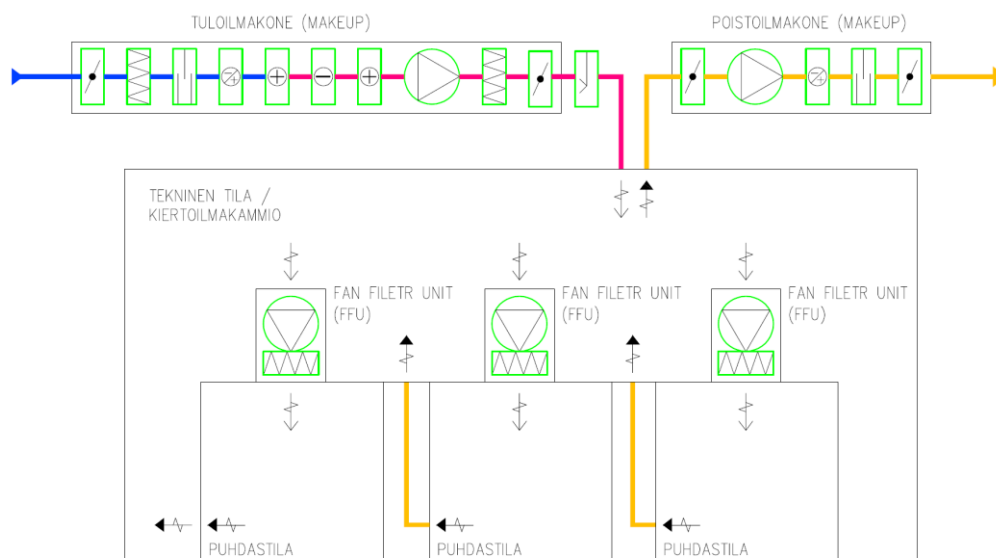 TULOILMAKONE (MAKEUP)
POISTOILMAKONE (MAKEUP)
TEKNINEN TILA /
KIERTOILMAKAMMIO
FAN FILETR UNIT
(FFU)
FAN FILETR UNIT
(FFU)
FAN FILETR UNIT
(FFU)
PUHDASTILA
PUHDASTILA
PUHDASTILA